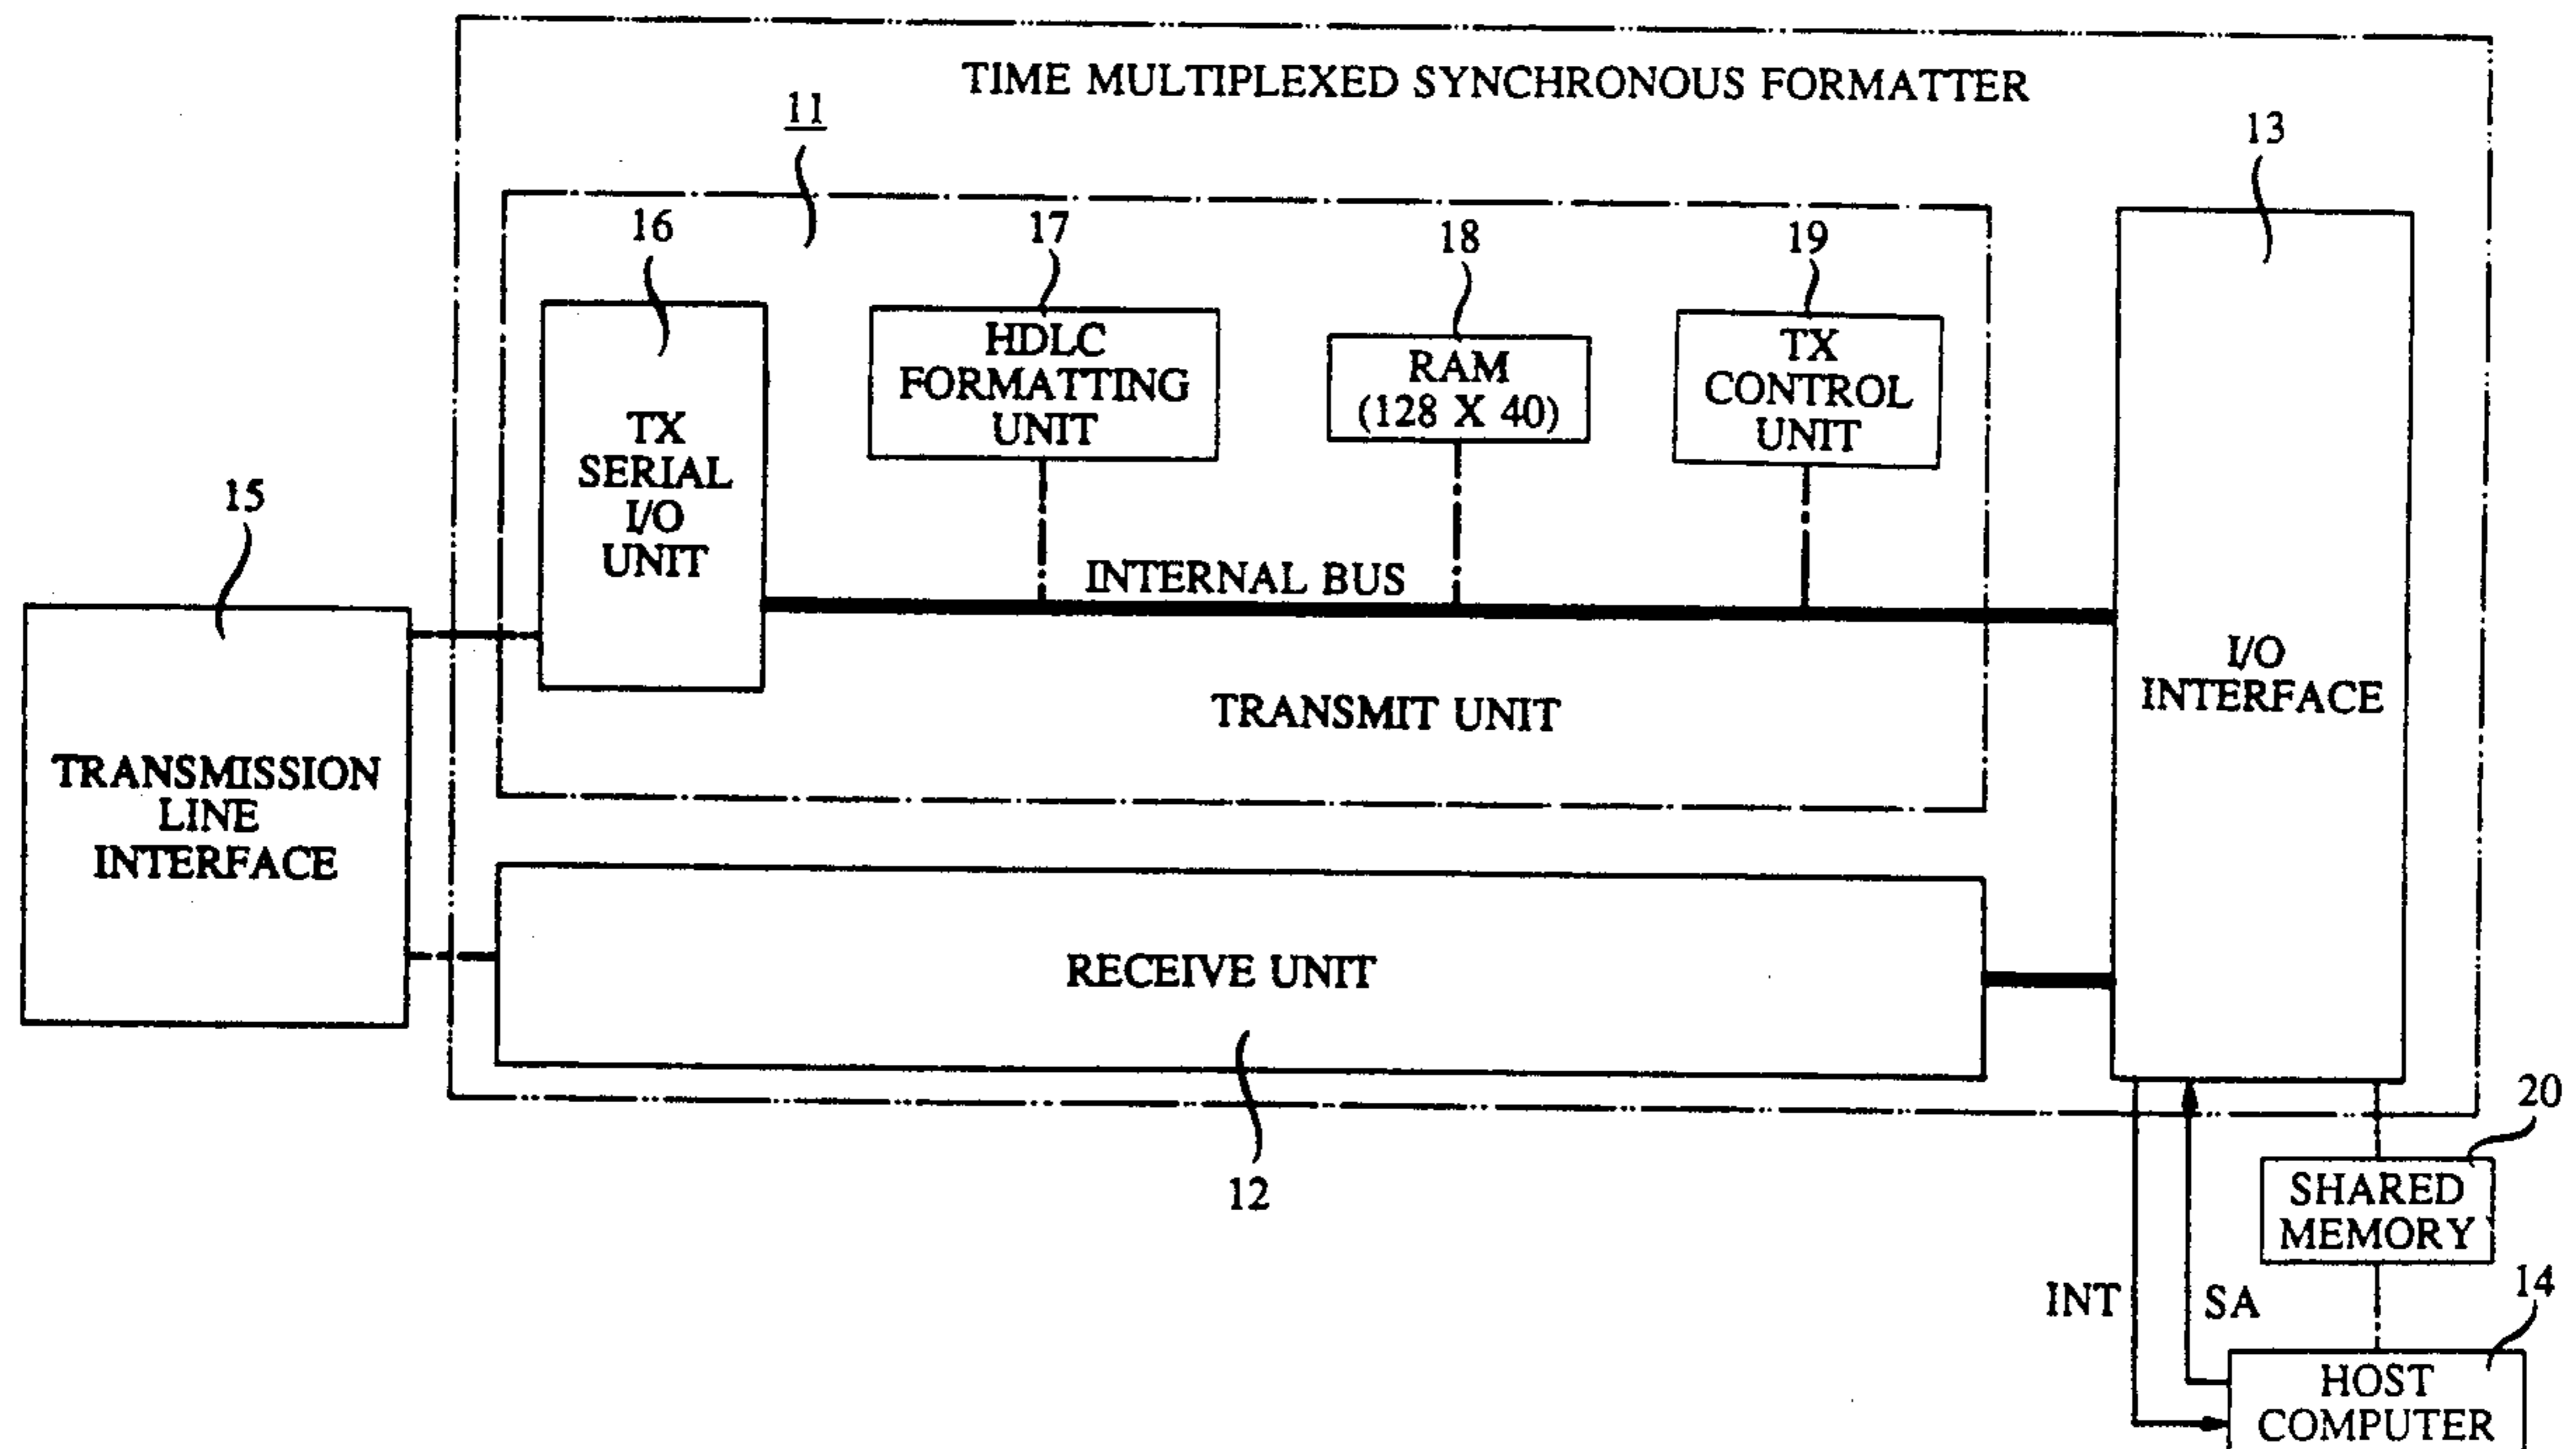 TIME MULTIPLEXED SYNCHRONOUS FORMATTER
11
13
16
17
18
19
TX
SERIAL
I/O
UNIT
HDLC
FORMATTING
UNIT
RAM
(128 X 40)
TX
CONTROL
UNIT
15
INTERNAL BUS
TRANSMIT UNIT
I/O
INTERFACE
TRANSMISSION
LINE
INTERFACE
RECEIVE UNIT
12
20
SHARED
MEMORY
INT
SA
14
HOST
COMPUTER